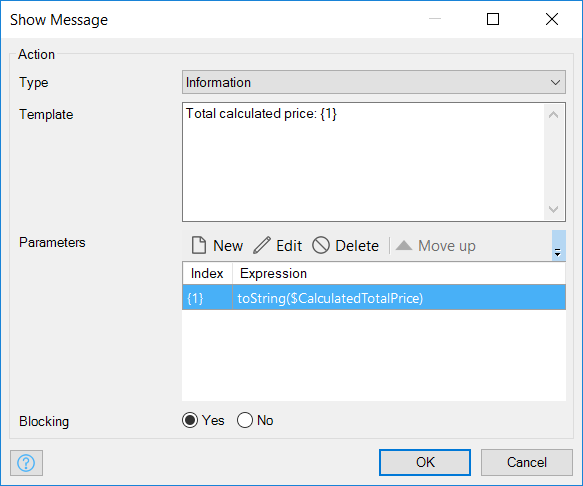 Show Message
Action
Type
Information
Template
Total calculated price: {1}
Parameters
New Edit Delete Move up
Index Expression
{1} toString($CalculatedTotalPrice)
Blocking
Yes No
? OK Cancel